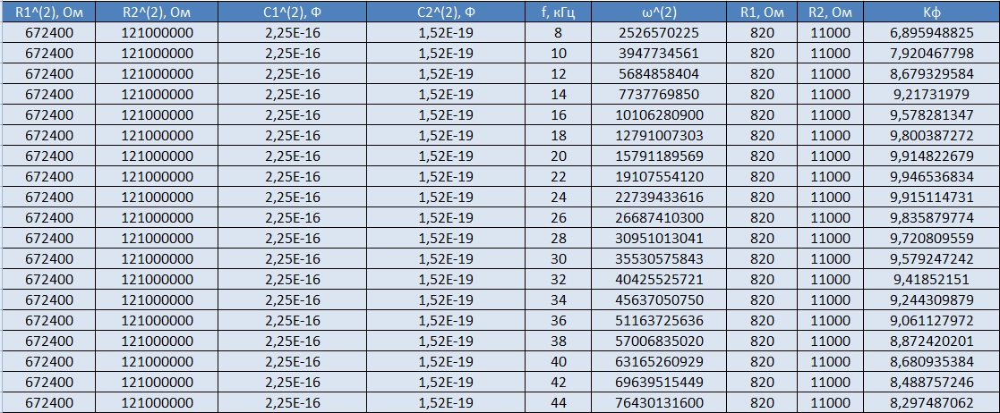 R1^(2), Ом R2^(2), Ом C1^(2), Ф C2^(2), Ф f, кГц ω^(2) R1, Ом R2, Ом Kф
672400 121000000 2,25E-16 1,52E-19 8 2526570225 820 11000 6,895948825
672400 121000000 2,25E-16 1,52E-19 10 3947734561 820 11000 7,920467798
672400 121000000 2,25E-16 1,52E-19 12 5684858404 820 11000 8,679329584
672400 121000000 2,25E-16 1,52E-19 14 7737769850 820 11000 9,21731979
672400 121000000 2,25E-16 1,52E-19 16 10106280900 820 11000 9,578281347
672400 121000000 2,25E-16 1,52E-19 18 12791007303 820 11000 9,800387272
672400 121000000 2,25E-16 1,52E-19 20 15791189569 820 11000 9,914822679
672400 121000000 2,25E-16 1,52E-19 22 19107554120 820 11000 9,946536834
672400 121000000 2,25E-16 1,52E-19 24 22739433616 820 11000 9,915114731
672400 121000000 2,25E-16 1,52E-19 26 26687410300 820 11000 9,835879774
672400 121000000 2,25E-16 1,52E-19 28 30951013041 820 11000 9,720809559
672400 121000000 2,25E-16 1,52E-19 30 35530575843 820 11000 9,579247242
672400 121000000 2,25E-16 1,52E-19 32 40425525721 820 11000 9,41852151
672400 121000000 2,25E-16 1,52E-19 34 45637050750 820 11000 9,244309879
672400 121000000 2,25E-16 1,52E-19 36 51163725636 820 11000 9,061127972
672400 121000000 2,25E-16 1,52E-19 38 57006835020 820 11000 8,872420201
672400 121000000 2,25E-16 1,52E-19 40 63165260929 820 11000 8,680935384
672400 121000000 2,25E-16 1,52E-19 42 69639515449 820 11000 8,488757246
672400 121000000 2,25E-16 1,52E-19 44 76430131600 820 11000 8,297487062